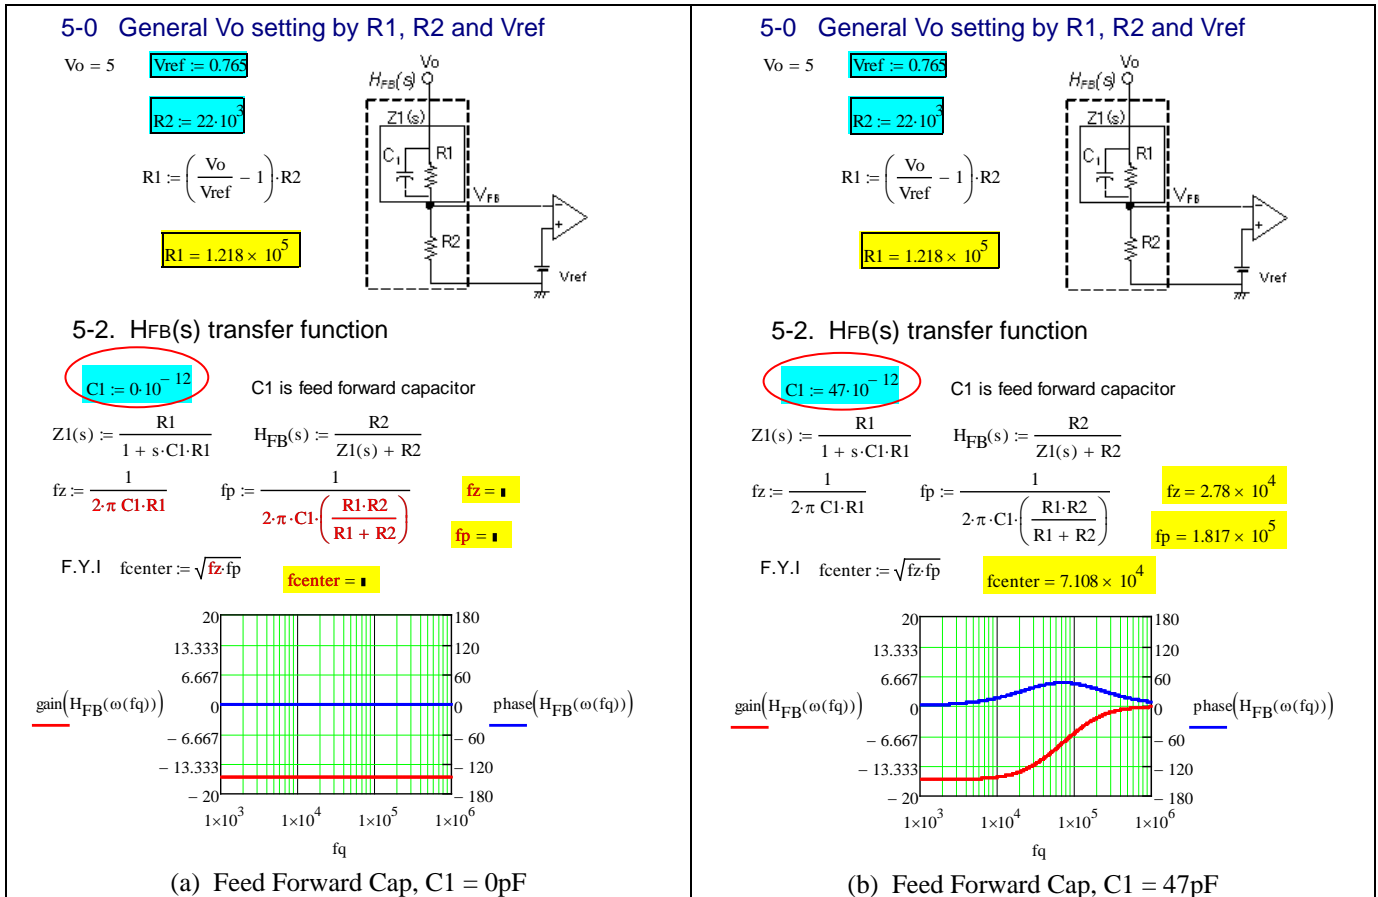 5-0 General Vo setting by R1, R2 and Vref
Vo = 5
Vref := 0.765
R2 := 22·10^3
R1 := (Vo/Vref − 1)·R2
R1 = 1.218 × 10^5
Vo
HFB(s)
Z1(s)
C1
R1
VFB
−
+
R2
Vref
5-2. HFB(s) transfer function
C1 := 0·10^−12
C1 is feed forward capacitor
Z1(s) := R1/(1 + s·C1·R1)
HFB(s) := R2/(Z1(s) + R2)
fz := 1/(2·π C1·R1)
fp := 1/(2·π·C1·(R1·R2/(R1 + R2)))
fz = ▪
fp = ▪
F.Y.I fcenter := √(fz·fp)
fcenter = ▪
20
13.333
6.667
0
− 6.667
− 13.333
− 20
180
120
60
0
− 60
− 120
− 180
gain(HFB(ω(fq)))
phase(HFB(ω(fq)))
1×10^3 1×10^4 1×10^5 1×10^6
fq
(a) Feed Forward Cap, C1 = 0pF
5-0 General Vo setting by R1, R2 and Vref
Vo = 5
Vref := 0.765
R2 := 22·10^3
R1 := (Vo/Vref − 1)·R2
R1 = 1.218 × 10^5
Vo
HFB(s)
Z1(s)
C1
R1
VFB
−
+
R2
Vref
5-2. HFB(s) transfer function
C1 := 47·10^−12
C1 is feed forward capacitor
Z1(s) := R1/(1 + s·C1·R1)
HFB(s) := R2/(Z1(s) + R2)
fz := 1/(2·π C1·R1)
fp := 1/(2·π·C1·(R1·R2/(R1 + R2)))
fz = 2.78 × 10^4
fp = 1.817 × 10^5
F.Y.I fcenter := √(fz·fp)
fcenter = 7.108 × 10^4
20
13.333
6.667
0
− 6.667
− 13.333
− 20
180
120
60
0
− 60
− 120
− 180
gain(HFB(ω(fq)))
phase(HFB(ω(fq)))
1×10^3 1×10^4 1×10^5 1×10^6
fq
(b) Feed Forward Cap, C1 = 47pF